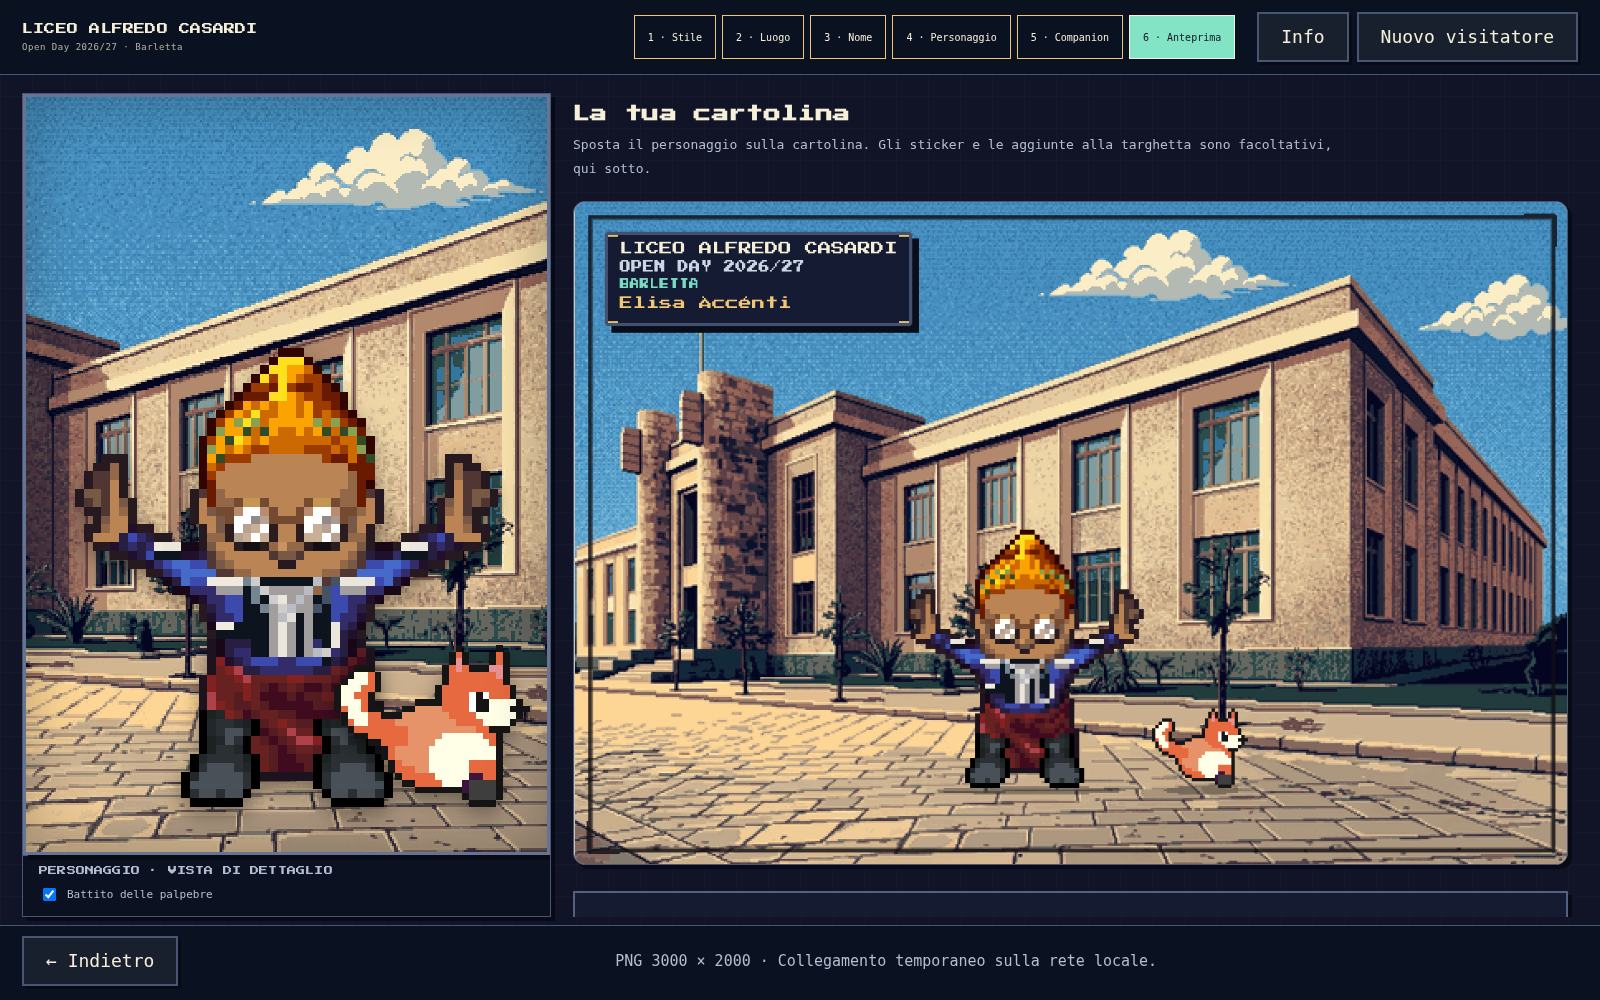 LICEO ALFREDO CASARDI
Open Day 2026/27 · Barletta
1 · Stile
2 · Luogo
3 · Nome
4 · Personaggio
5 · Companion
6 · Anteprima
Info
Nuovo visitatore
La tua cartolina
Sposta il personaggio sulla cartolina. Gli sticker e le aggiunte alla targhetta sono facoltativi,
qui sotto.
LICEO ALFREDO CASARDI
OPEN DAY 2026/27
BARLETTA
Elisa Àccénti
PERSONAGGIO · VISTA DI DETTAGLIO
Battito delle palpebre
← Indietro
PNG 3000 × 2000 · Collegamento temporaneo sulla rete locale.